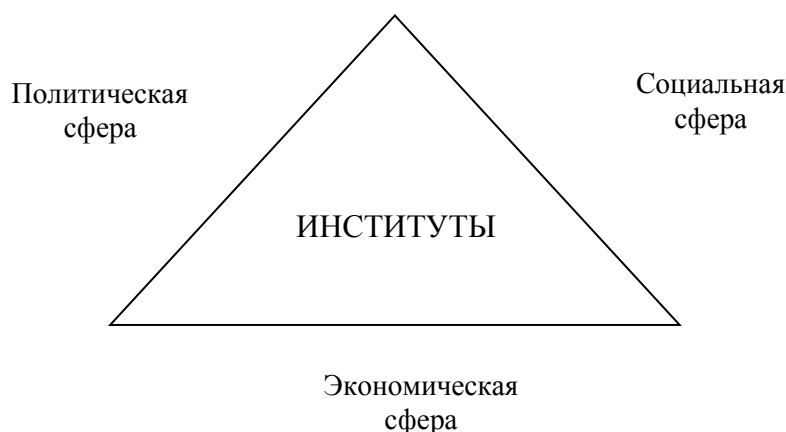 Политическая
сфера
Социальная
сфера
ИНСТИТУТЫ
Экономическая
сфера